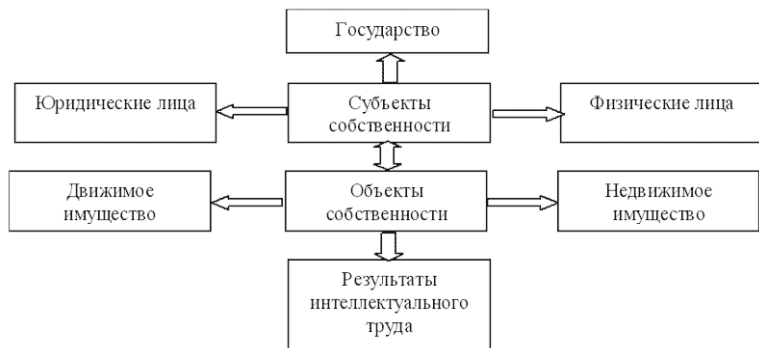 Государство
Юридические лица
Субъекты
собственности
Физические лица
Движимое
имущество
Объекты
собственности
Недвижимое
имущество
Результаты
интеллектуального
труда